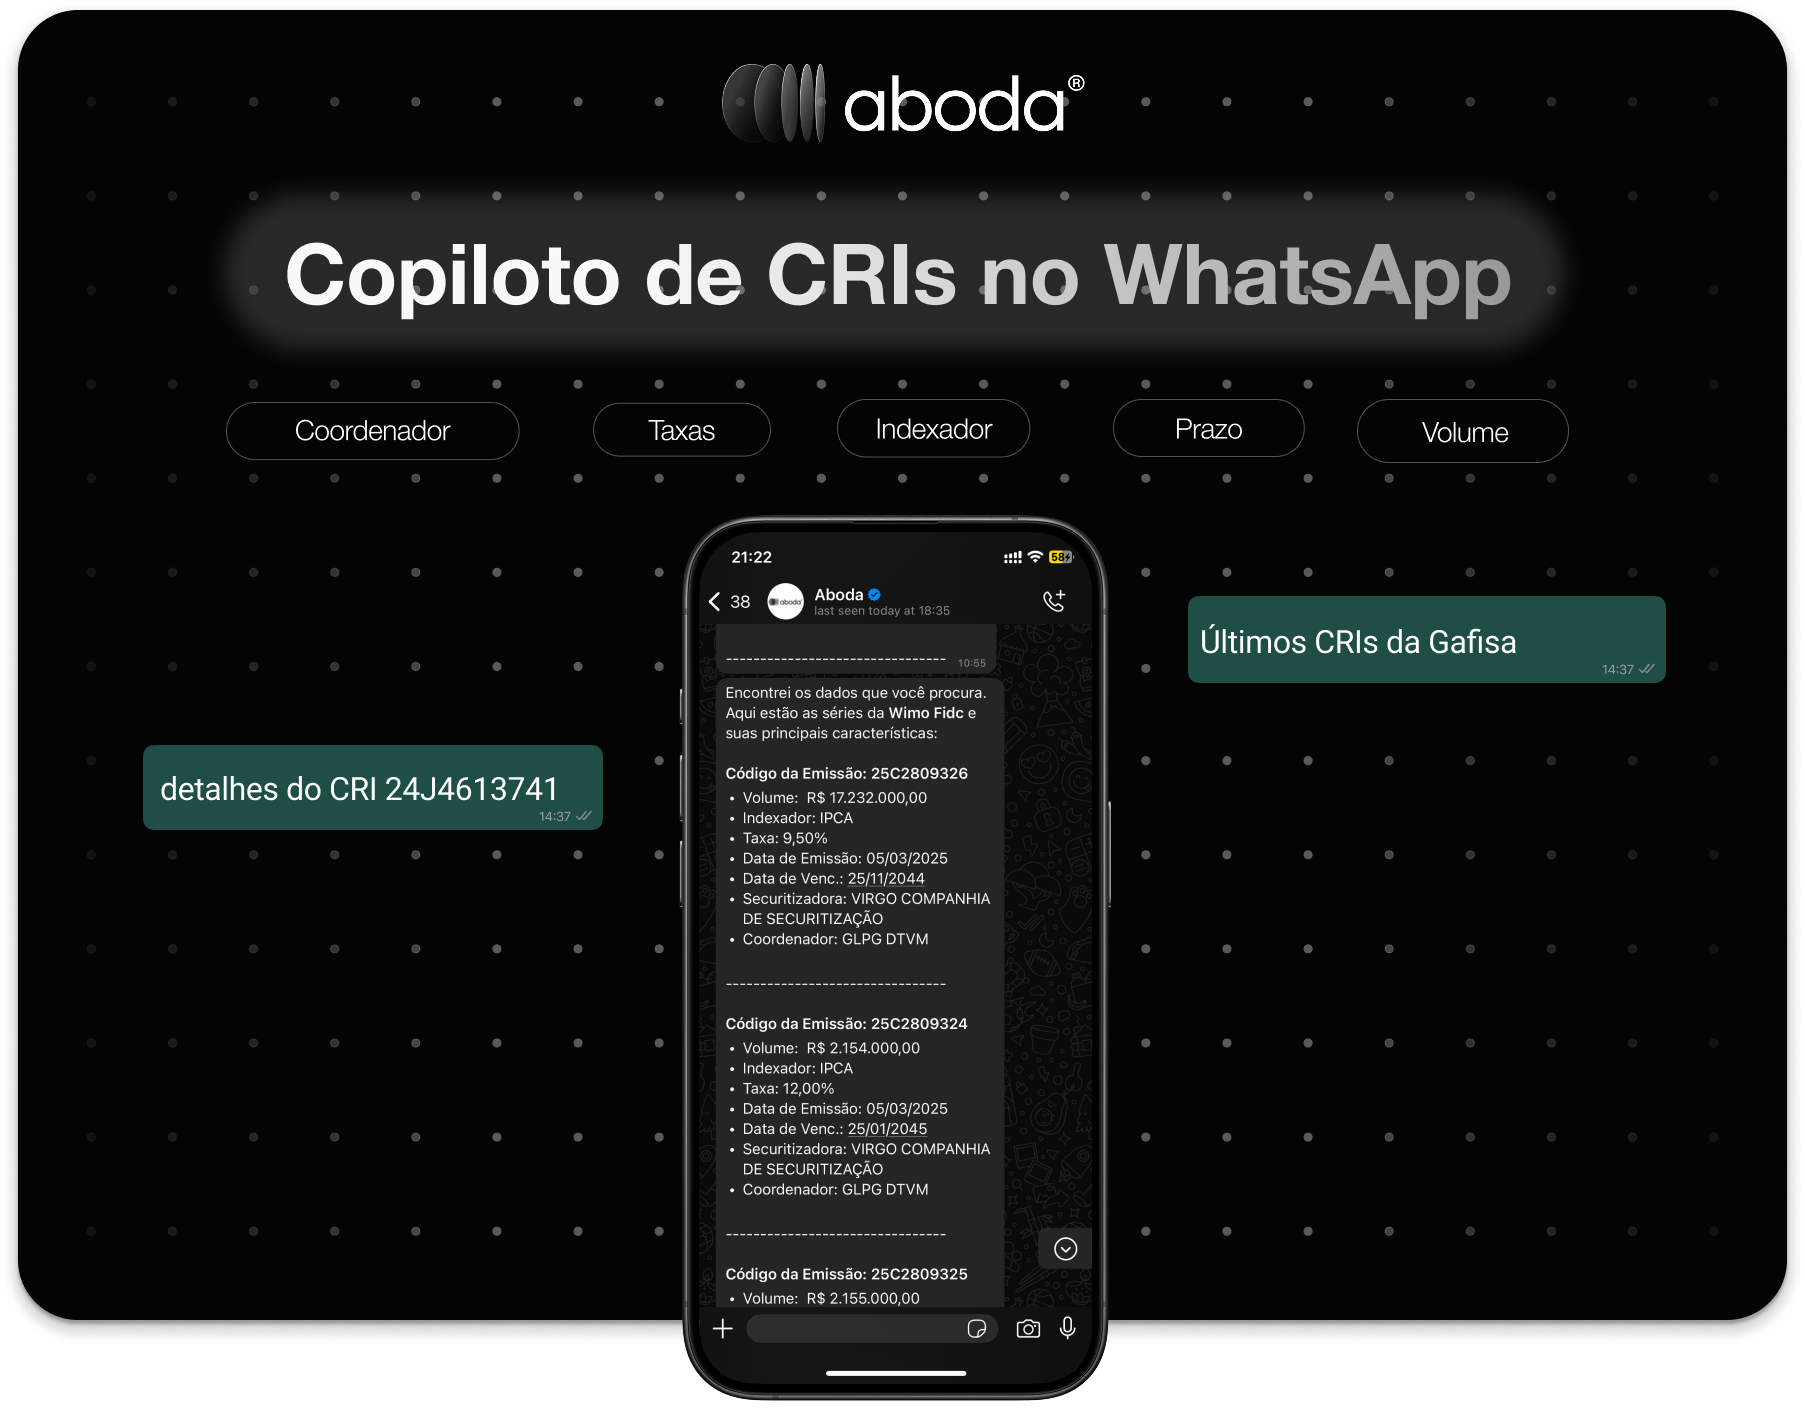 aboda®
Copiloto de CRIs no WhatsApp
Coordenador
Taxas
Indexador
Prazo
Volume
21:22
58
38
aboda
Aboda
last seen today at 18:35
-------------------------------- 10:55
Encontrei os dados que você procura.
Aqui estão as séries da Wimo Fidc e
suas principais características:
Código da Emissão: 25C2809326
• Volume:  R$ 17.232.000,00
• Indexador: IPCA
• Taxa: 9,50%
• Data de Emissão: 05/03/2025
• Data de Venc.: 25/11/2044
• Securitizadora: VIRGO COMPANHIA
DE SECURITIZAÇÃO
• Coordenador: GLPG DTVM
--------------------------------
Código da Emissão: 25C2809324
• Volume:  R$ 2.154.000,00
• Indexador: IPCA
• Taxa: 12,00%
• Data de Emissão: 05/03/2025
• Data de Venc.: 25/01/2045
• Securitizadora: VIRGO COMPANHIA
DE SECURITIZAÇÃO
• Coordenador: GLPG DTVM
--------------------------------
Código da Emissão: 25C2809325
• Volume:  R$ 2.155.000,00
Últimos CRIs da Gafisa
14:37
detalhes do CRI 24J4613741
14:37